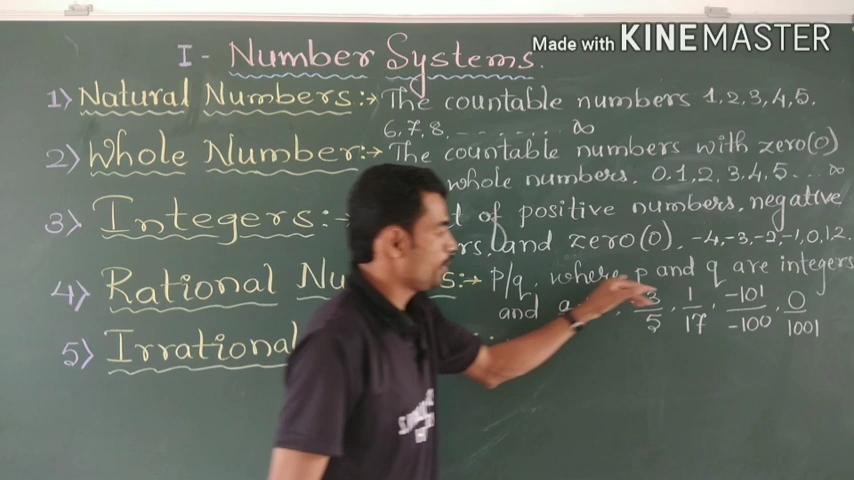 Made with KINEMASTER
I - Number Systems.
1) Natural Numbers:→ The countable numbers 1,2,3,4,5,
6,7,8, - - - - . . . . . ∞
2) Whole Number:→ The countable numbers with zero(0)
whole numbers. 0.1,2, 3,4,5 ... ∞
3) Integers:→ of positive numbers, negative
and zero(0), -4,-3,-2,-1,0,12.
4) Rational :→ p/q, where p and q are integers
and 3/5, 1/17, -101/-100, 0/1001
5) Irrational